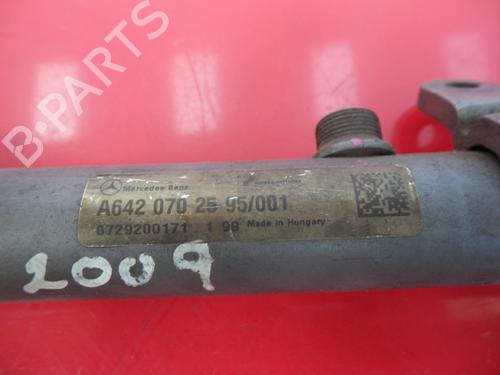 Mercedes Benz
A642 070 25 95/001
0729200171 1 99 Made in Hungary
2009
B-PARTS